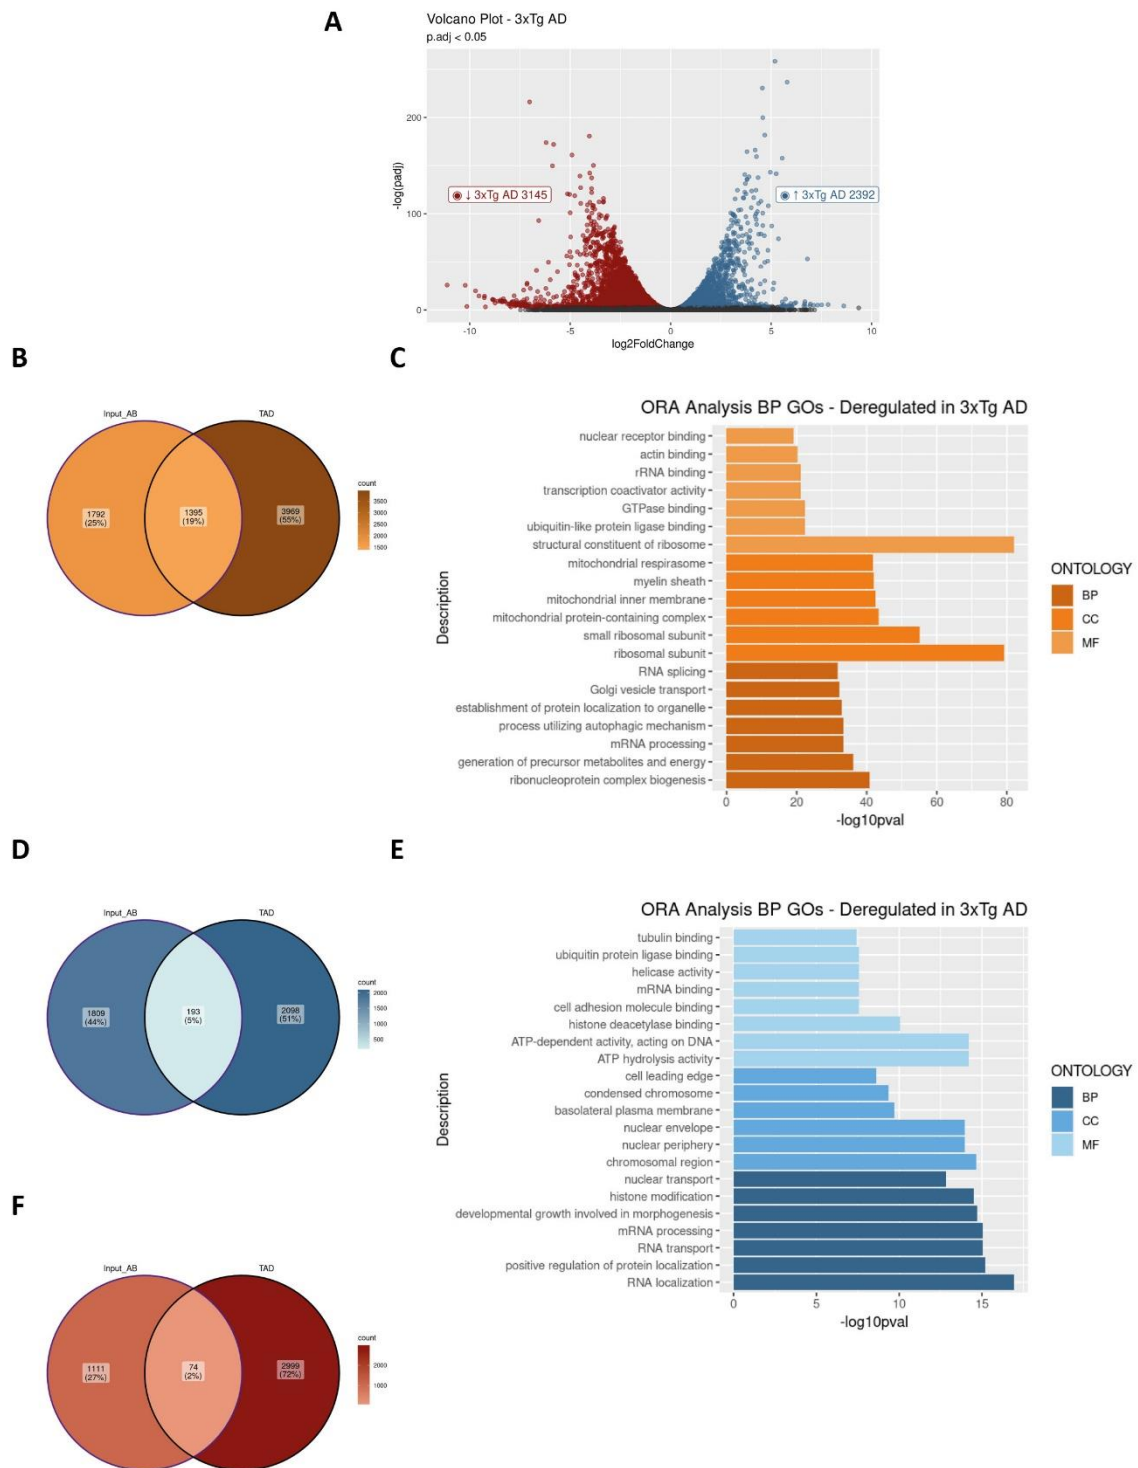 A
Volcano Plot - 3xTg AD
p.adj < 0.05
200
100
0
-log(padj)
◉ ↓ 3xTg AD 3145
◉ ↑ 3xTg AD 2392
-10
-5
0
5
10
log2FoldChange
B
Input_AB
TAD
1792
(25%)
1395
(19%)
3969
(55%)
count
3500
3000
2500
2000
1500
C
ORA Analysis BP GOs - Deregulated in 3xTg AD
Description
nuclear receptor binding
actin binding
rRNA binding
transcription coactivator activity
GTPase binding
ubiquitin-like protein ligase binding
structural constituent of ribosome
mitochondrial respirasome
myelin sheath
mitochondrial inner membrane
mitochondrial protein-containing complex
small ribosomal subunit
ribosomal subunit
RNA splicing
Golgi vesicle transport
establishment of protein localization to organelle
process utilizing autophagic mechanism
mRNA processing
generation of precursor metabolites and energy
ribonucleoprotein complex biogenesis
0
20
40
60
80
-log10pval
ONTOLOGY
BP
CC
MF
D
Input_AB
TAD
1809
(44%)
193
(5%)
2098
(51%)
count
2000
1500
1000
500
E
ORA Analysis BP GOs - Deregulated in 3xTg AD
Description
tubulin binding
ubiquitin protein ligase binding
helicase activity
mRNA binding
cell adhesion molecule binding
histone deacetylase binding
ATP-dependent activity, acting on DNA
ATP hydrolysis activity
cell leading edge
condensed chromosome
basolateral plasma membrane
nuclear envelope
nuclear periphery
chromosomal region
nuclear transport
histone modification
developmental growth involved in morphogenesis
mRNA processing
RNA transport
positive regulation of protein localization
RNA localization
0
5
10
15
-log10pval
ONTOLOGY
BP
CC
MF
F
Input_AB
TAD
1111
(27%)
74
(2%)
2999
(72%)
count
2000
1000